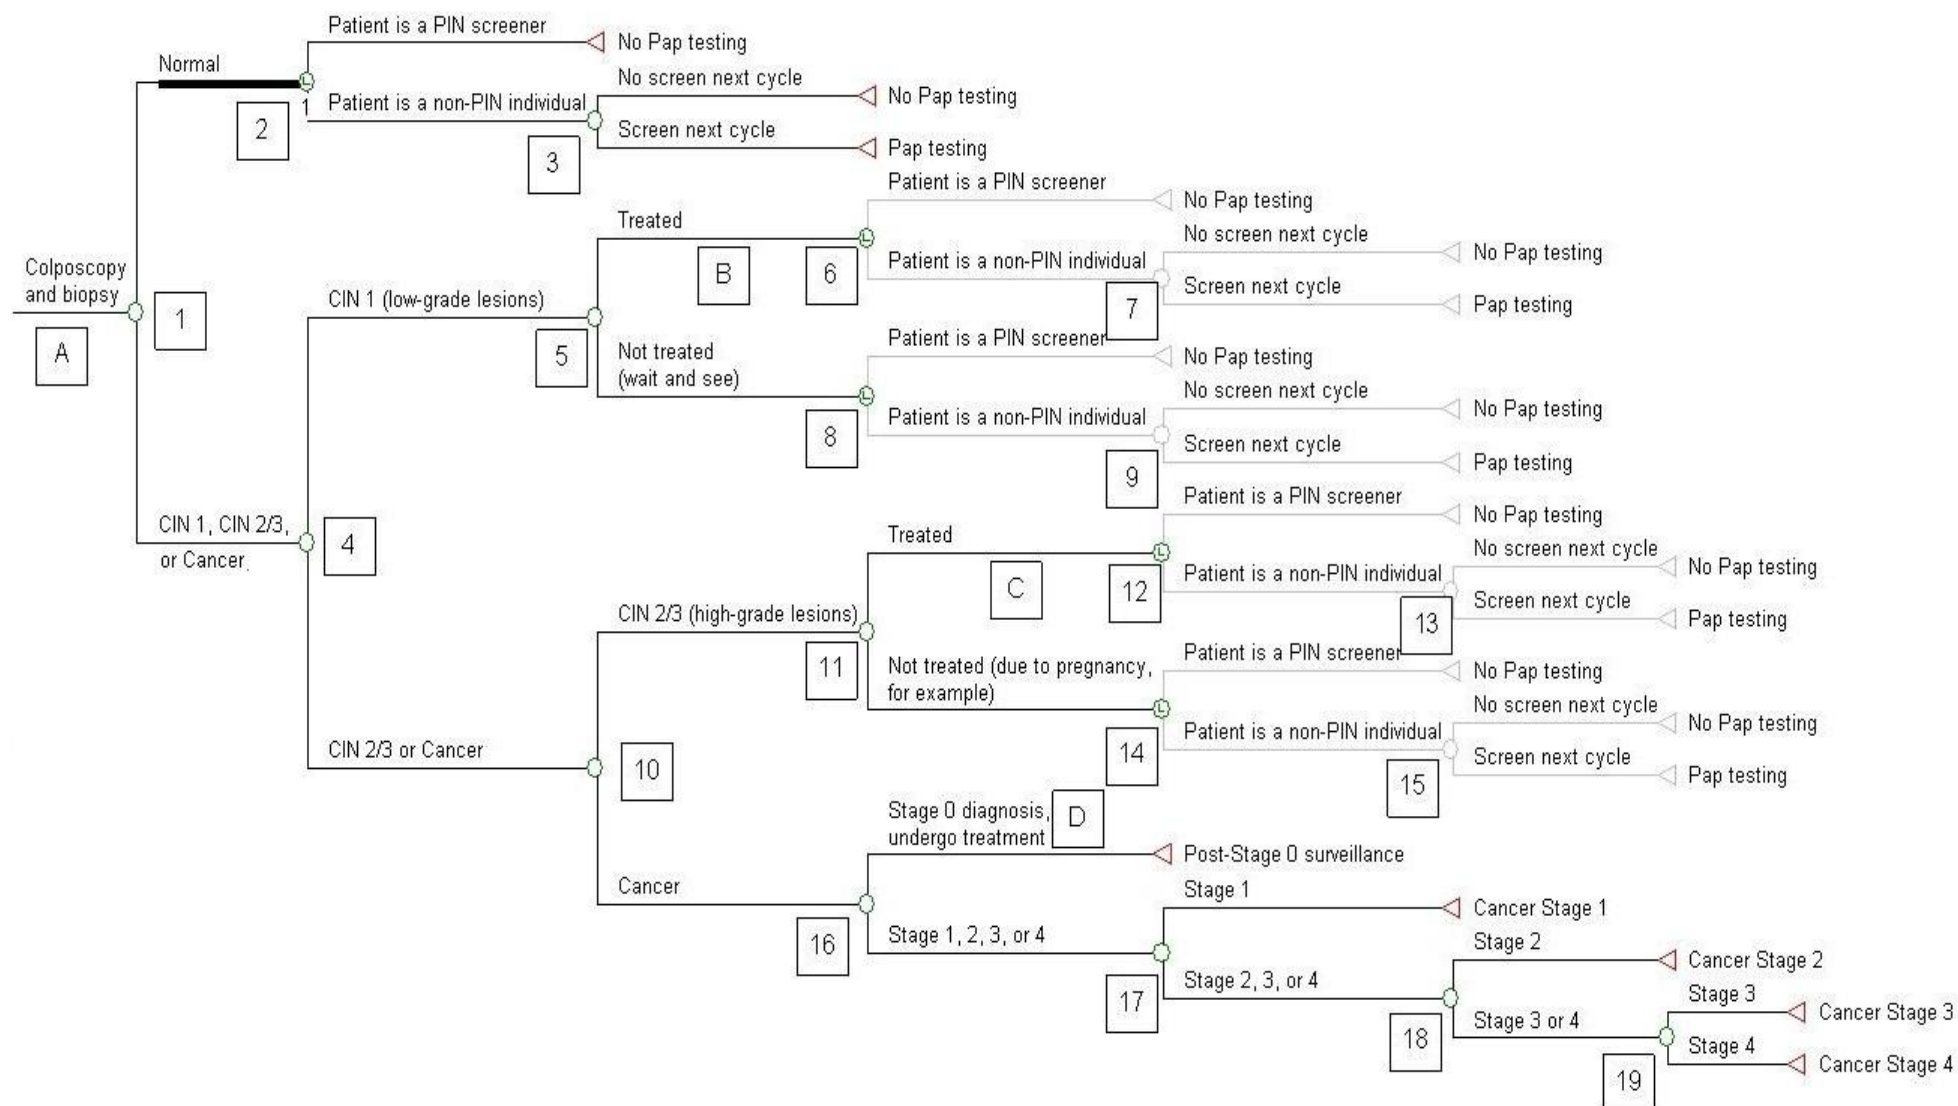 Patient is a PIN screener
No Pap testing
Normal
No screen next cycle
No Pap testing
1
Patient is a non-PIN individual
2
Screen next cycle
Pap testing
3
Patient is a PIN screener
No Pap testing
Treated
No screen next cycle
No Pap testing
B
6
Patient is a non-PIN individual
Screen next cycle
Pap testing
7
Colposcopy
and biopsy
A
1
CIN 1 (low-grade lesions)
5
Patient is a PIN screener
No Pap testing
Not treated
(wait and see)
No screen next cycle
No Pap testing
8
Patient is a non-PIN individual
Screen next cycle
Pap testing
9
CIN 1, CIN 2/3,
or Cancer
4
Patient is a PIN screener
No Pap testing
Treated
No screen next cycle
No Pap testing
C
12
Patient is a non-PIN individual
Screen next cycle
Pap testing
13
CIN 2/3 (high-grade lesions)
11
Patient is a PIN screener
No Pap testing
Not treated (due to pregnancy,
for example)
No screen next cycle
No Pap testing
14
Patient is a non-PIN individual
Screen next cycle
Pap testing
15
CIN 2/3 or Cancer
10
Stage 0 diagnosis,
undergo treatment
D
Post-Stage 0 surveillance
Cancer
16
Stage 1
Cancer Stage 1
Stage 1, 2, 3, or 4
17
Stage 2
Cancer Stage 2
Stage 2, 3, or 4
18
Stage 3
Cancer Stage 3
Stage 3 or 4
19
Stage 4
Cancer Stage 4